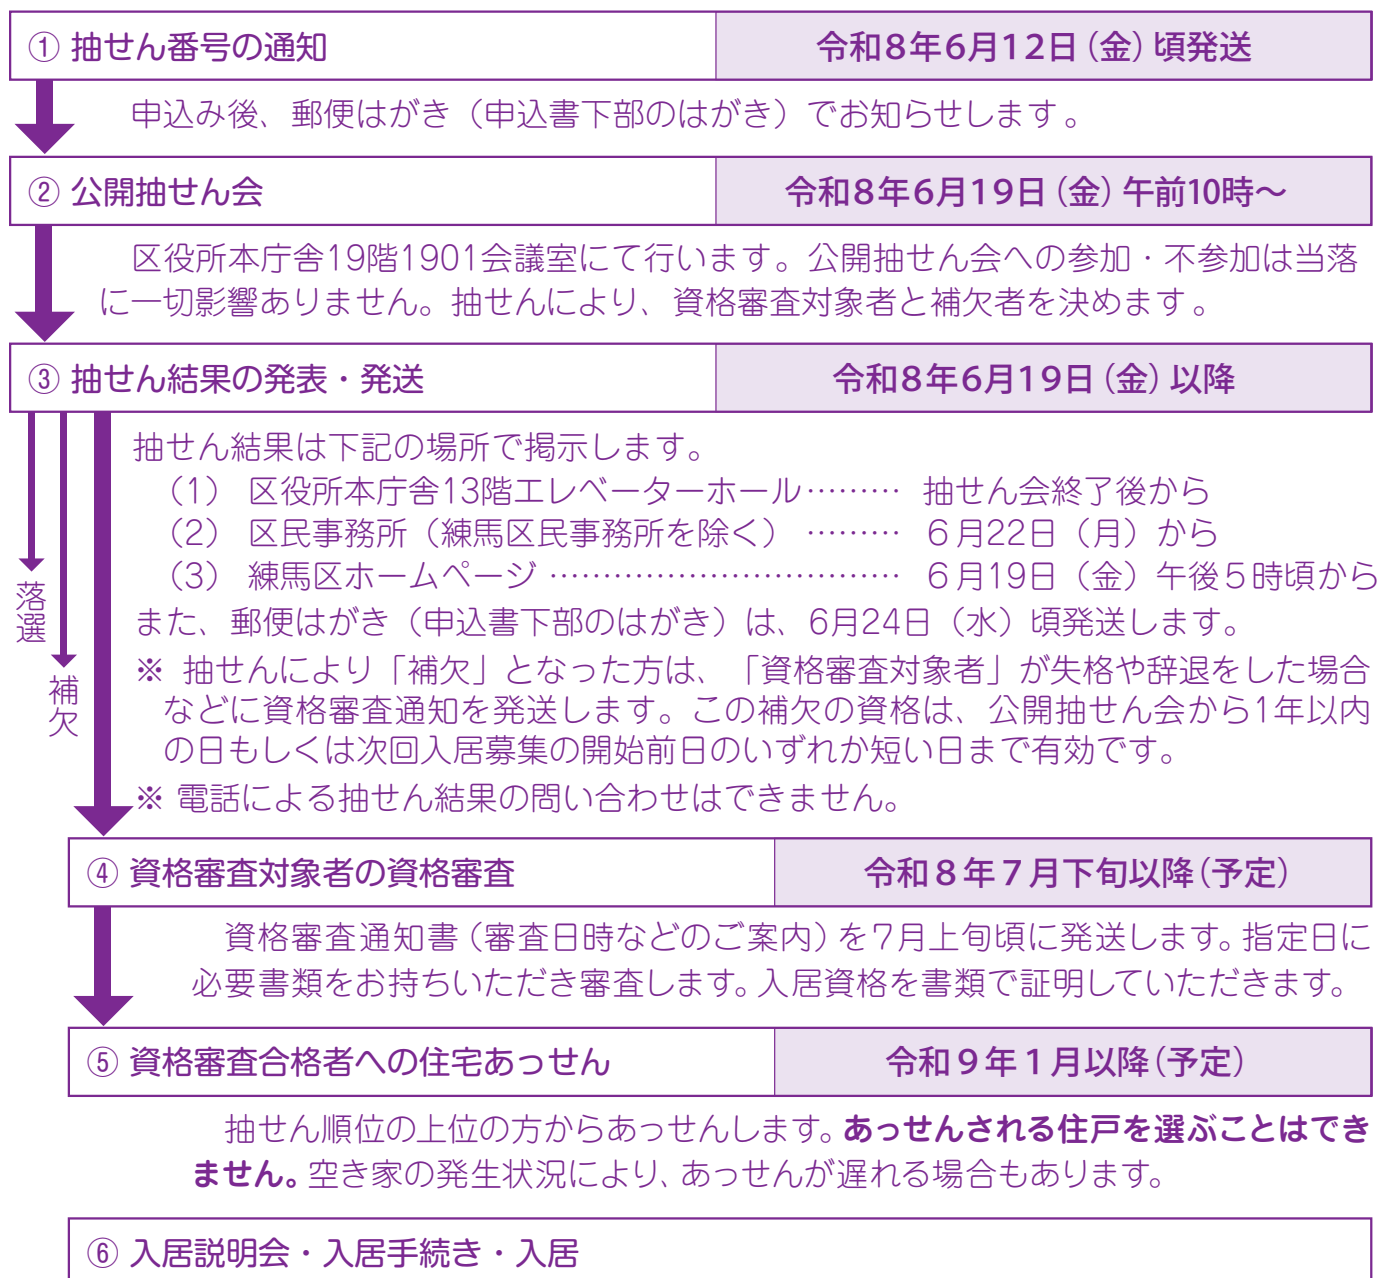 ① 抽せん番号の通知
令和8年6月12日（金）頃発送
申込み後、郵便はがき（申込書下部のはがき）でお知らせします。
② 公開抽せん会
令和8年6月19日（金）午前10時～
区役所本庁舎19階1901会議室にて行います。公開抽せん会への参加・不参加は当落
に一切影響ありません。抽せんにより、資格審査対象者と補欠者を決めます。
③ 抽せん結果の発表・発送
令和8年6月19日（金）以降
抽せん結果は下記の場所で掲示します。
（1） 区役所本庁舎13階エレベーターホール……… 抽せん会終了後から
（2） 区民事務所（練馬区民事務所を除く） ……… 6月22日（月）から
（3） 練馬区ホームページ …………………………… 6月19日（金）午後5時頃から
また、郵便はがき（申込書下部のはがき）は、6月24日（水）頃発送します。
※ 抽せんにより「補欠」となった方は、「資格審査対象者」が失格や辞退をした場合
などに資格審査通知を発送します。この補欠の資格は、公開抽せん会から1年以内
の日もしくは次回入居募集の開始前日のいずれか短い日まで有効です。
※ 電話による抽せん結果の問い合わせはできません。
落選
補欠
④ 資格審査対象者の資格審査
令和8年7月下旬以降（予定）
資格審査通知書（審査日時などのご案内）を7月上旬頃に発送します。指定日に
必要書類をお持ちいただき審査します。入居資格を書類で証明していただきます。
⑤ 資格審査合格者への住宅あっせん
令和9年1月以降（予定）
抽せん順位の上位の方からあっせんします。あっせんされる住戸を選ぶことはでき
ません。空き家の発生状況により、あっせんが遅れる場合もあります。
⑥ 入居説明会・入居手続き・入居